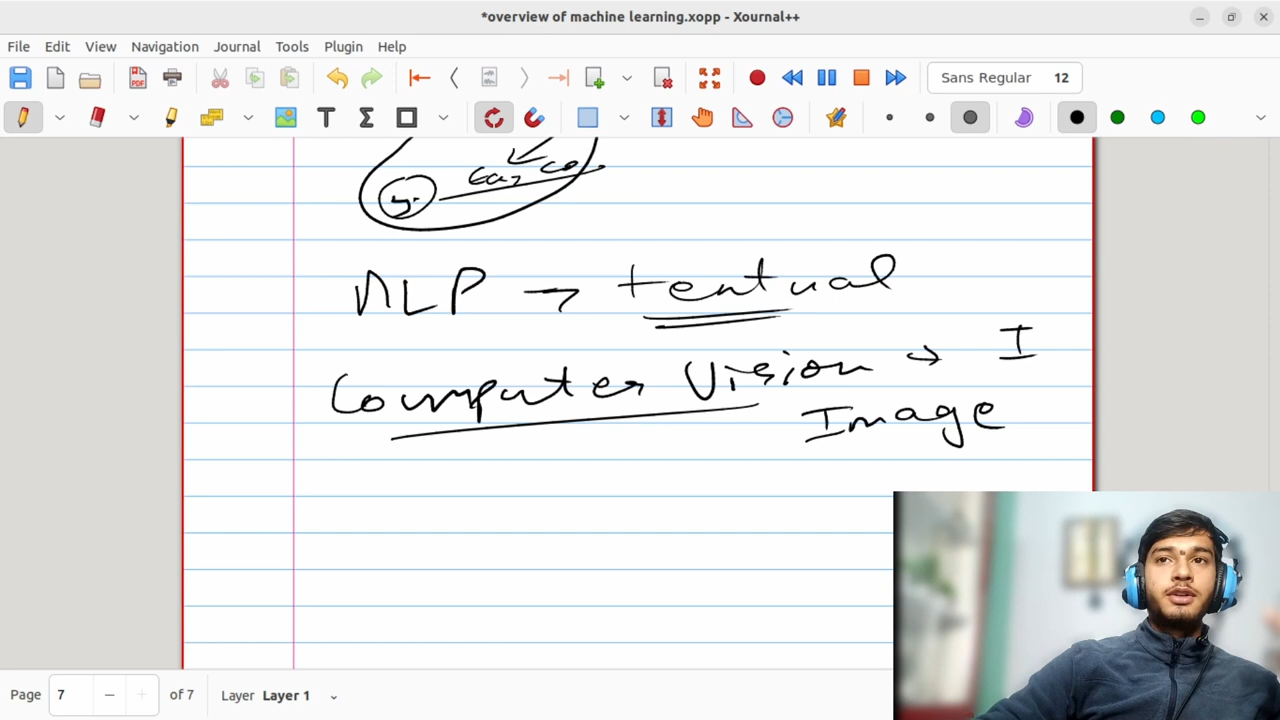 *overview of machine learning.xopp - Xournal++
File Edit View Navigation Journal Tools Plugin Help
Sans Regular 12
NLP → textual
Computer Vision → I
Image
Page 7 of 7 Layer Layer 1